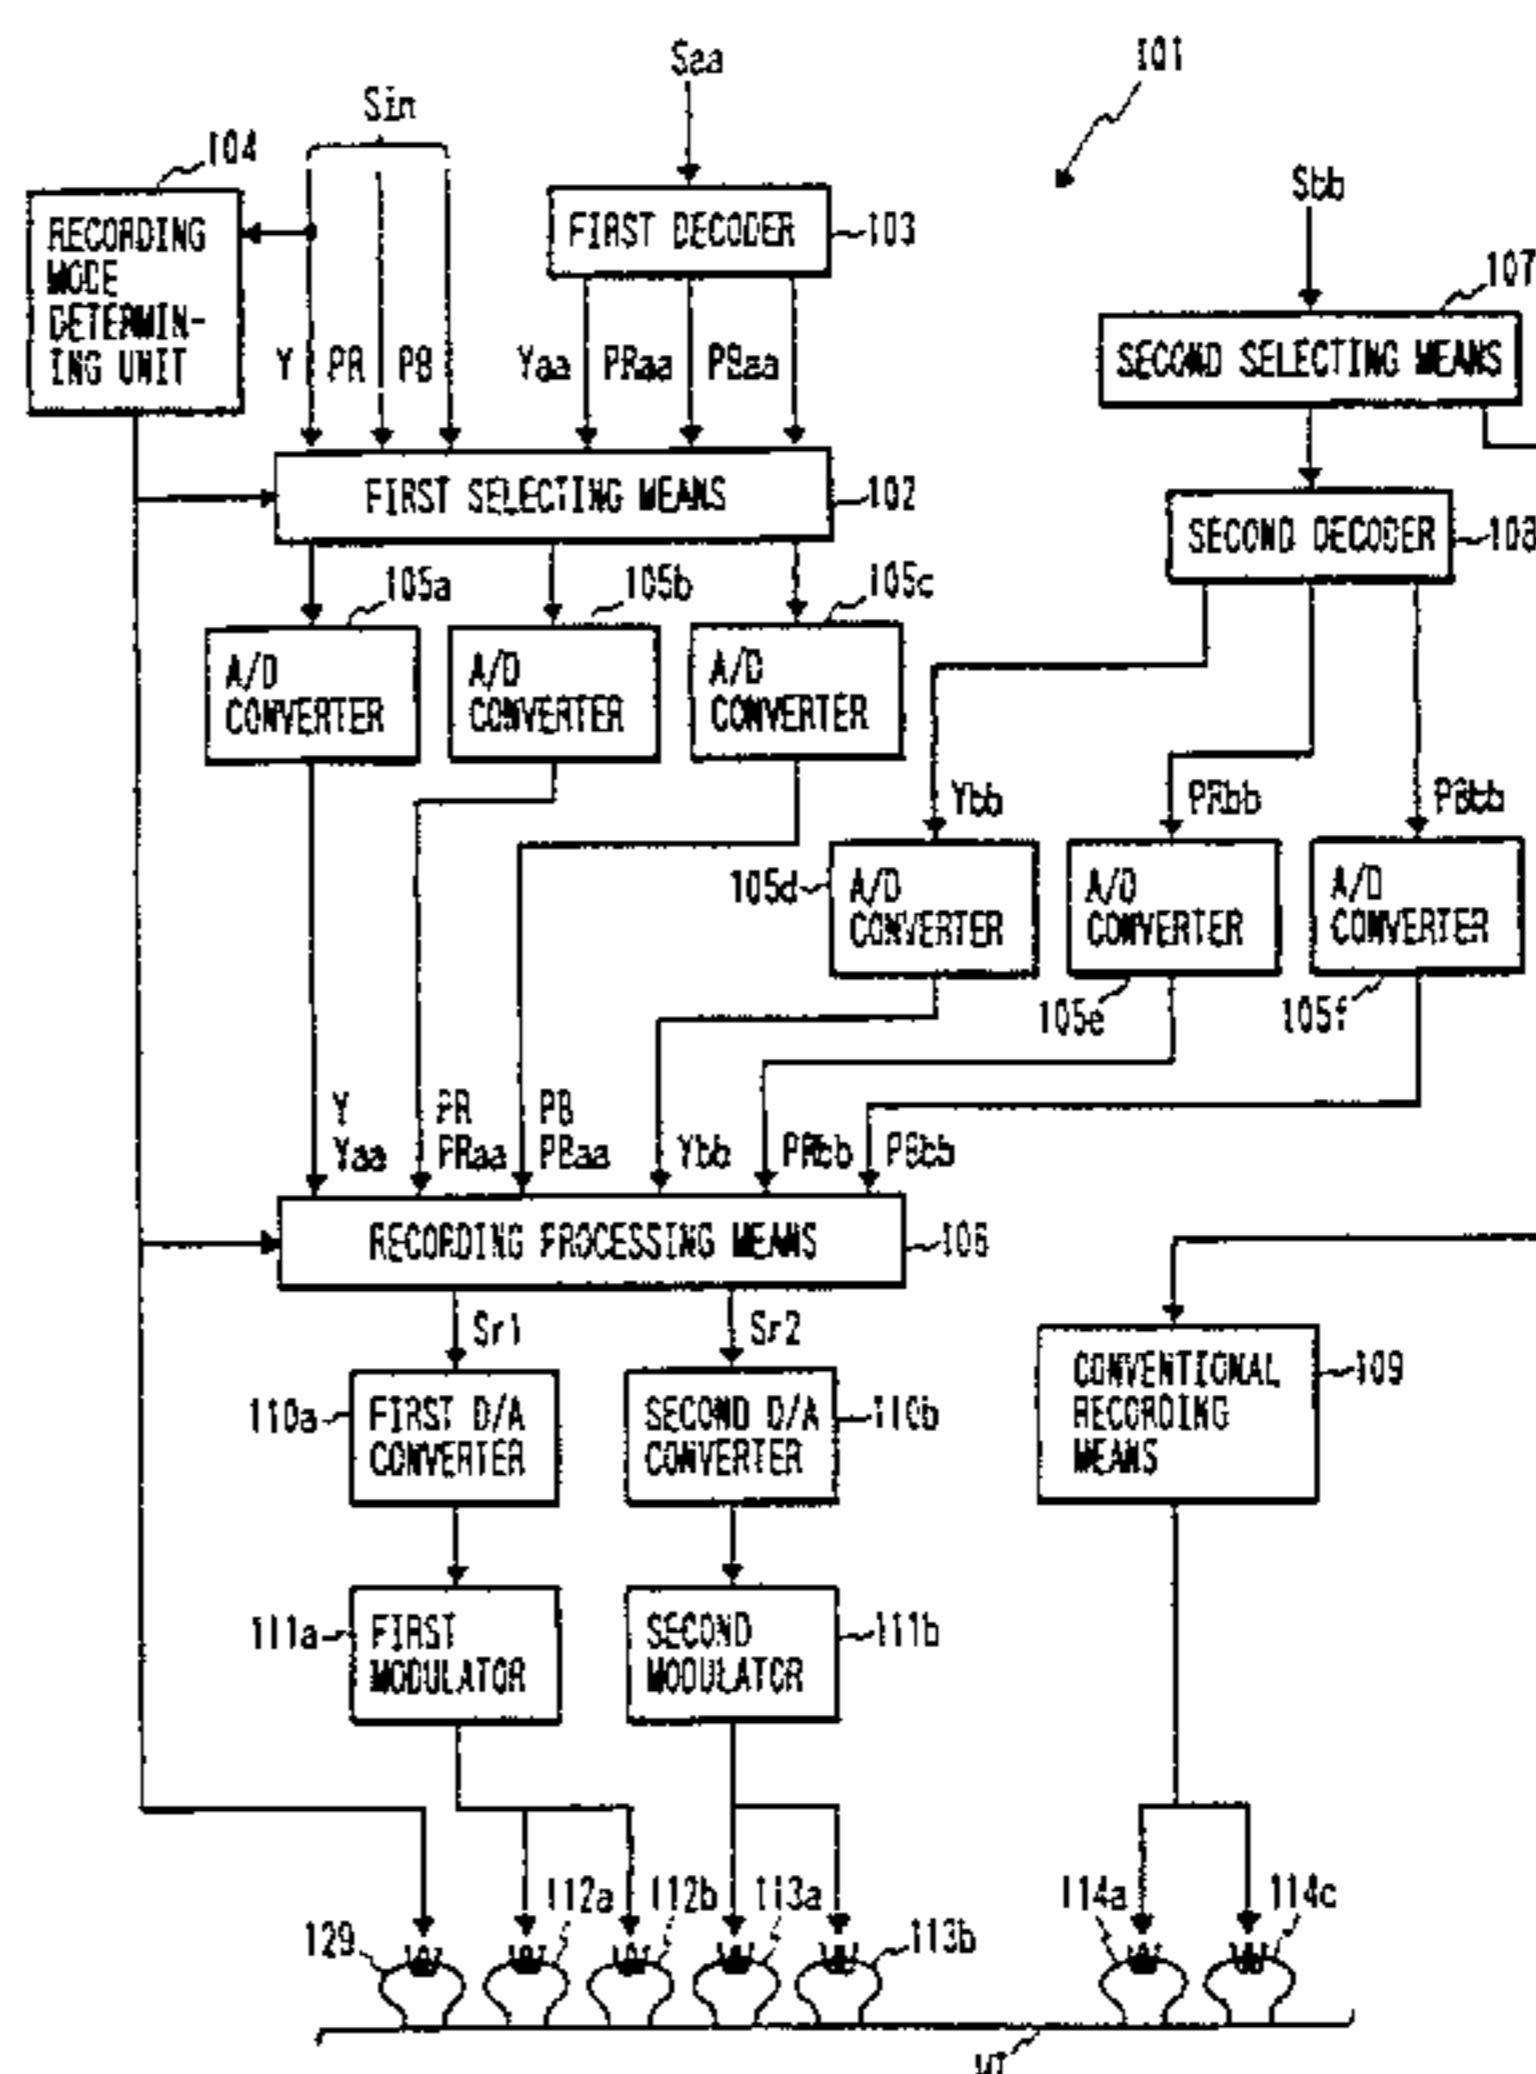 Saa
101
Sin
104
Sbb
RECORDING
MODE
DETERMIN-
ING UNIT
FIRST DECODER
103
107
Y PR PB
Yaa PRaa PBaa
SECOND SELECTING MEANS
FIRST SELECTING MEANS
102
SECOND DECODER
108
105a
105b
105c
A/D
CONVERTER
A/D
CONVERTER
A/D
CONVERTER
Ybb
PRbb
PBbb
105d
A/D
CONVERTER
A/D
CONVERTER
A/D
CONVERTER
105e
105f
Y PR PB
Yaa PRaa PBaa Ybb PRbb PBbb
RECORDING PROCESSING MEANS
106
Sr1
Sr2
110a
FIRST D/A
CONVERTER
SECOND D/A
CONVERTER
110b
CONVENTIONAL
RECORDING
MEANS
109
111a
FIRST
MODULATOR
SECOND
MODULATOR
111b
112a
112b
113a
114a
114c
129
113b